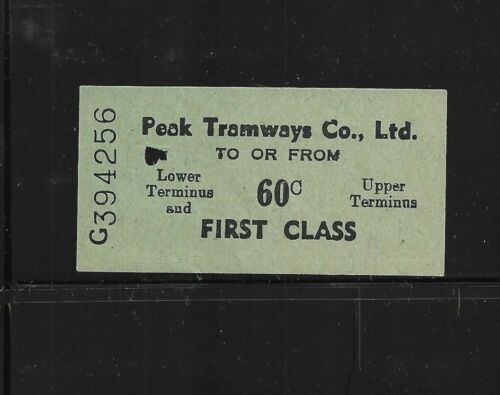 G394256
Peak Tramways Co., Ltd.
TO OR FROM
Lower
Terminus
and
60C
Upper
Terminus
FIRST CLASS